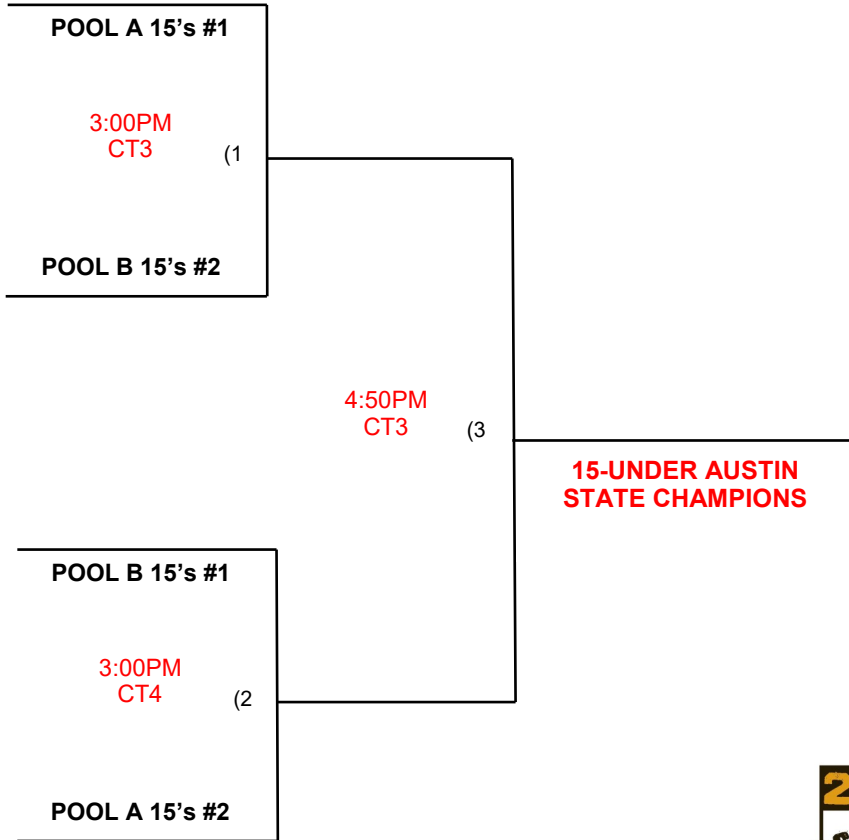 POOL A 15's #1
3:00PM
CT3 (1
POOL B 15's #2
4:50PM
CT3 (3
15-UNDER AUSTIN
STATE CHAMPIONS
POOL B 15's #1
3:00PM
CT4 (2
POOL A 15's #2
2